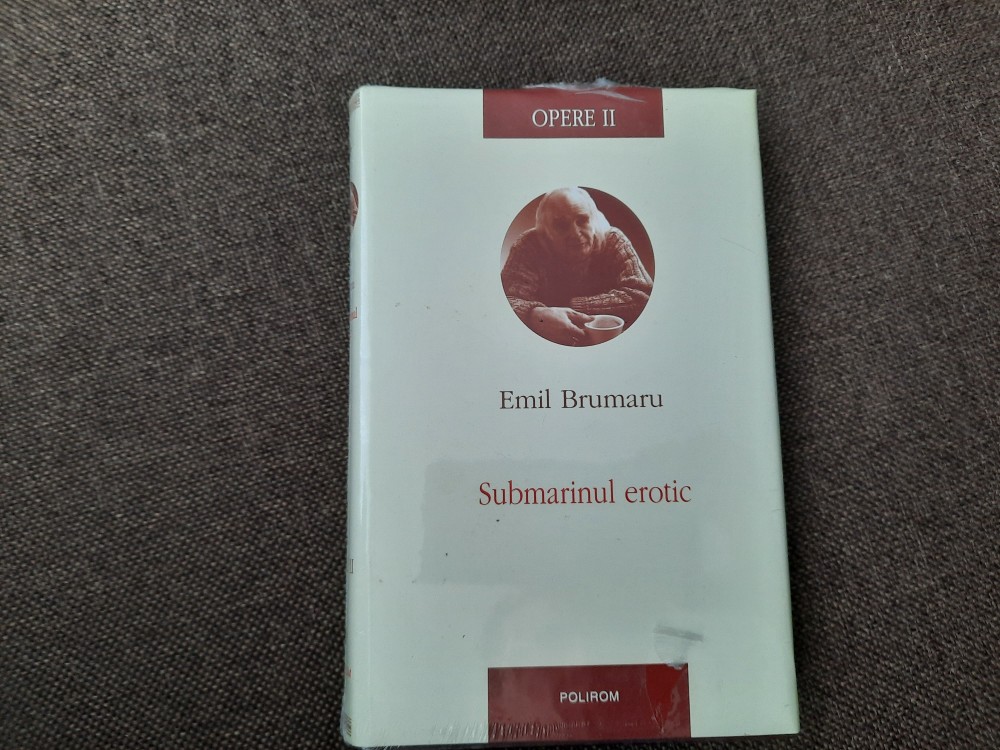 OPERE II
Emil Brumaru
Submarinul erotic
POLIROM